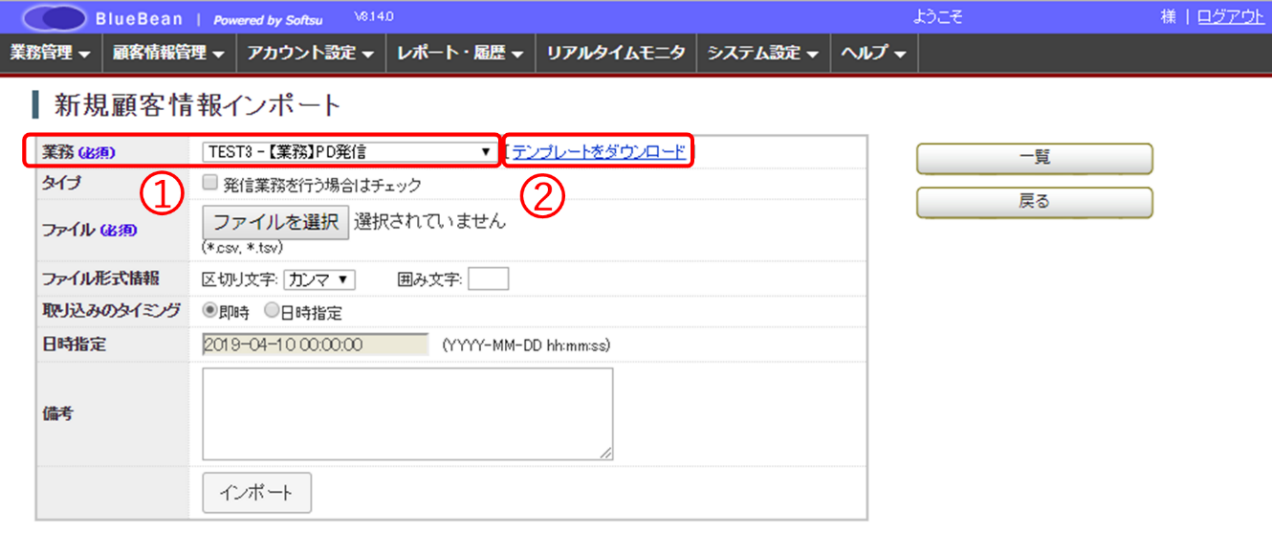 BlueBean | Powered by Softsu V8.14.0 ようこそ 様 | ログアウト
業務管理 ▼ 顧客情報管理 ▼ アカウント設定 ▼ レポート・履歴 ▼ リアルタイムモニタ システム設定 ▼ ヘルプ ▼
新規顧客情報インポート
業務 (必須) TEST3 - 【業務】PD発信 ▼ [ テンプレートをダウンロード
一覧
タイプ ① 発信業務を行う場合はチェック ②
戻る
ファイル (必須) ファイルを選択 選択されていません
(*.csv, *.tsv)
ファイル形式情報 区切り文字: カンマ ▼ 囲み文字:
取り込みのタイミング 即時 日時指定
日時指定 2019-04-10 00:00:00 (YYYY-MM-DD hh:mm:ss)
備考
インポート